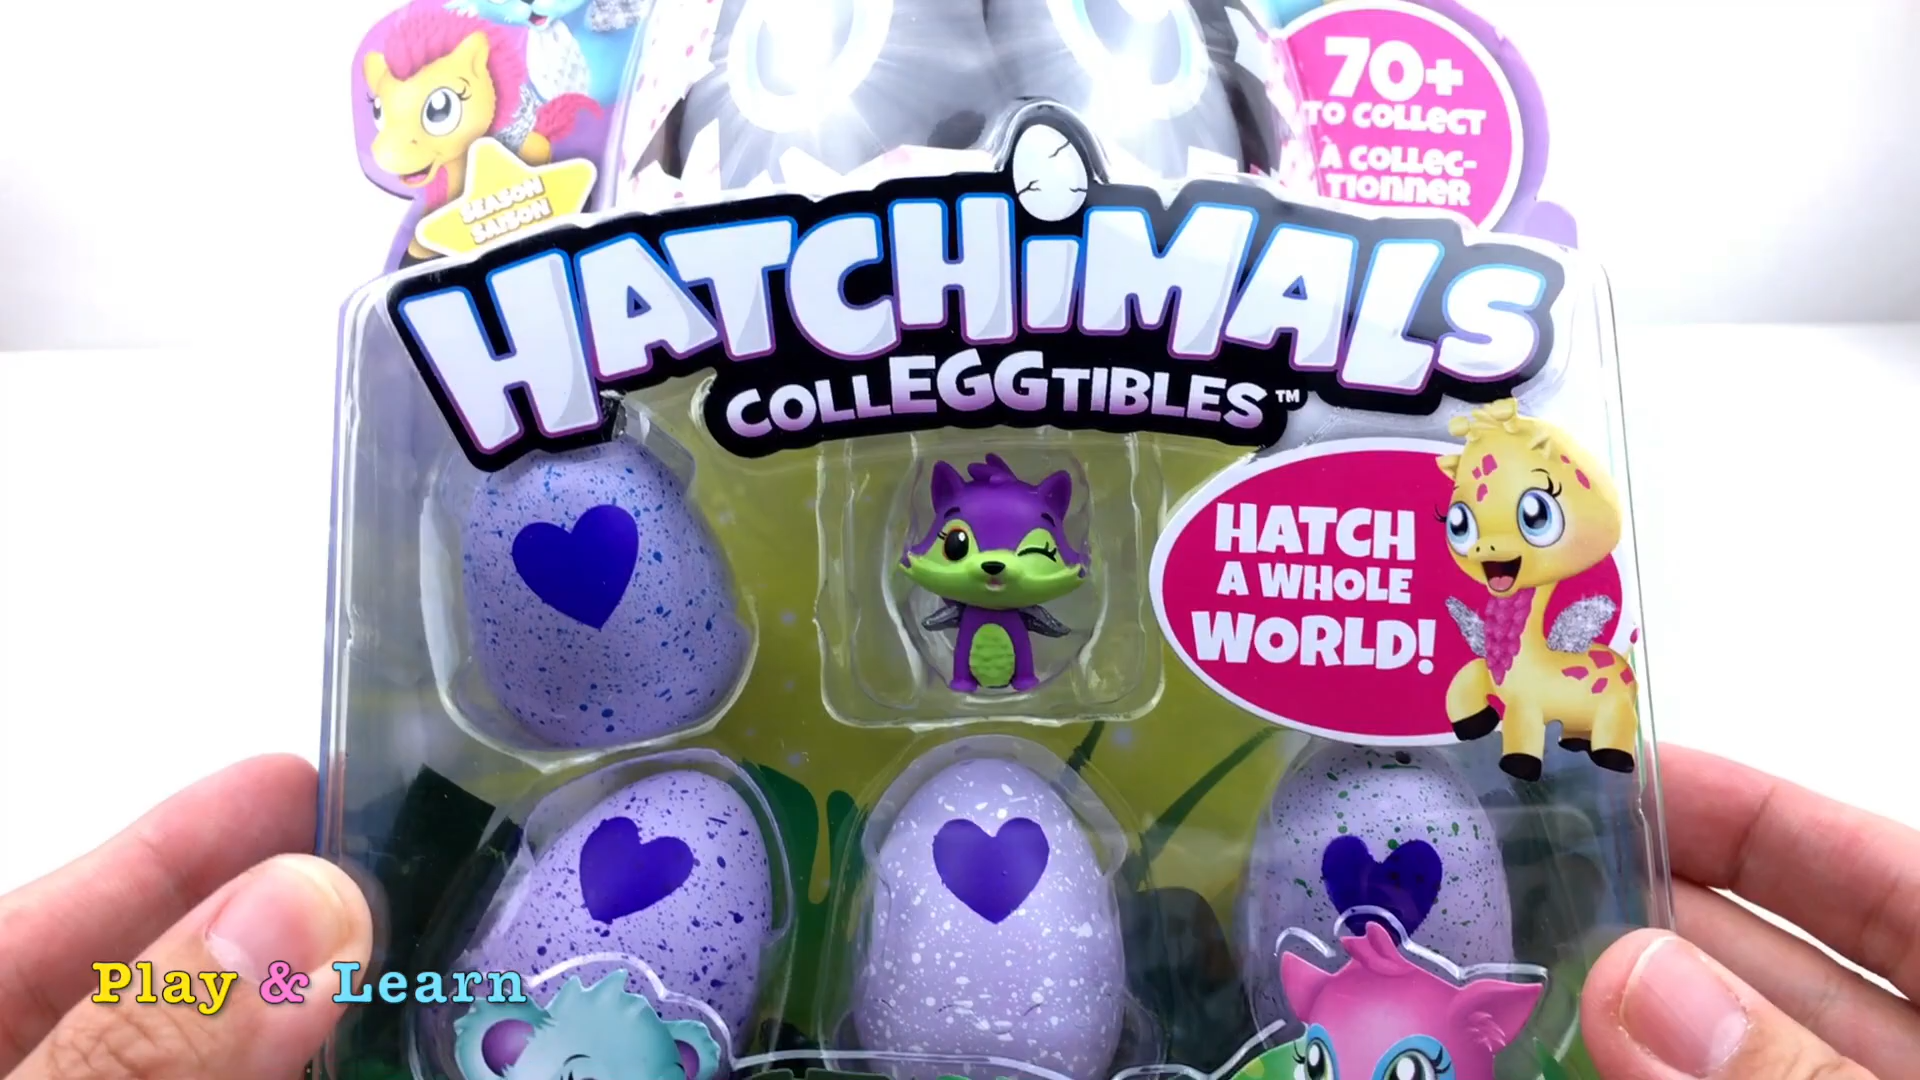 70+
TO COLLECT
À COLLEC-
TIONNER
SEASON
SAISON
HATCHiMALS
COLLEGGTIBLES™
HATCH
A WHOLE
WORLD!
Play & Learn